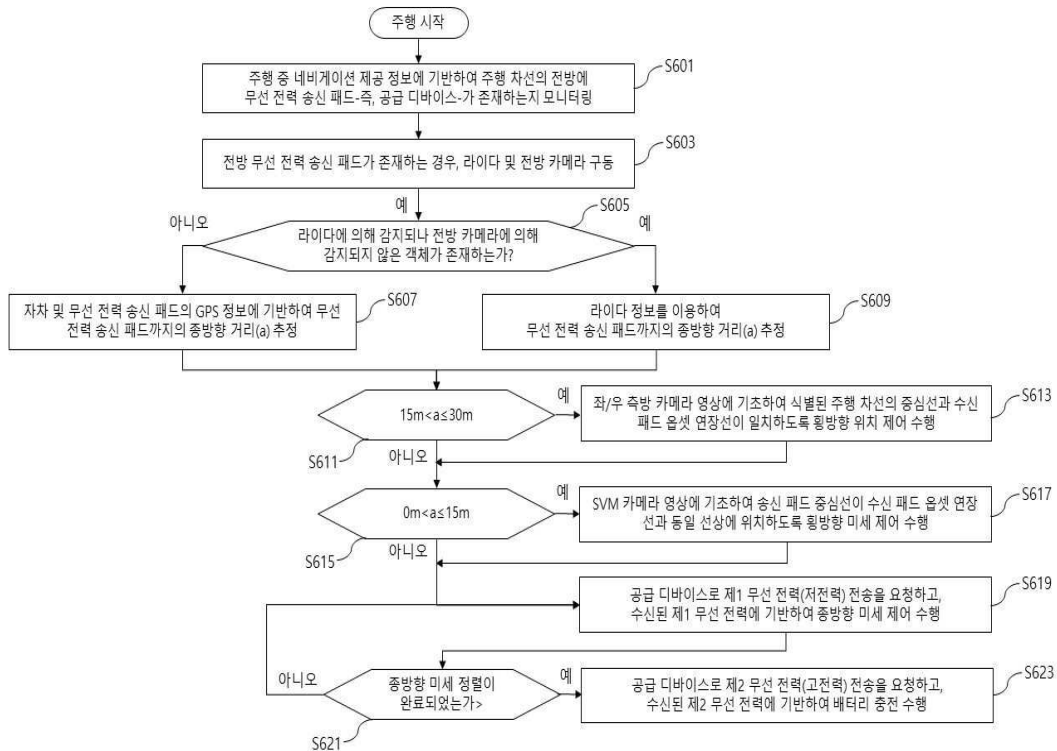 주행 시작
S601
주행 중 네비게이션 제공 정보에 기반하여 주행 차선의 전방에
무선 전력 송신 패드-즉, 공급 디바이스-가 존재하는지 모니터링
S603
전방 무선 전력 송신 패드가 존재하는 경우, 라이다 및 전방 카메라 구동
예
S605
아니오
라이다에 의해 감지되나 전방 카메라에 의해
감지되지 않은 객체가 존재하는가?
예
S607
자차 및 무선 전력 송신 패드의 GPS 정보에 기반하여 무선
전력 송신 패드까지의 종방향 거리(a) 추정
S609
라이다 정보를 이용하여
무선 전력 송신 패드까지의 종방향 거리(a) 추정
15m<a≤30m
예
S611
아니오
S613
좌/우 측방 카메라 영상에 기초하여 식별된 주행 차선의 중심선과 수신
패드 옵셋 연장선이 일치하도록 횡방향 위치 제어 수행
0m<a≤15m
예
S615
아니오
S617
SVM 카메라 영상에 기초하여 송신 패드 중심선이 수신 패드 옵셋 연장
선과 동일 선상에 위치하도록 횡방향 미세 제어 수행
S619
공급 디바이스로 제1 무선 전력(저전력) 전송을 요청하고,
수신된 제1 무선 전력에 기반하여 종방향 미세 제어 수행
아니오
종방향 미세 정렬이
완료되었는가>
예
S621
S623
공급 디바이스로 제2 무선 전력(고전력) 전송을 요청하고,
수신된 제2 무선 전력에 기반하여 배터리 충전 수행